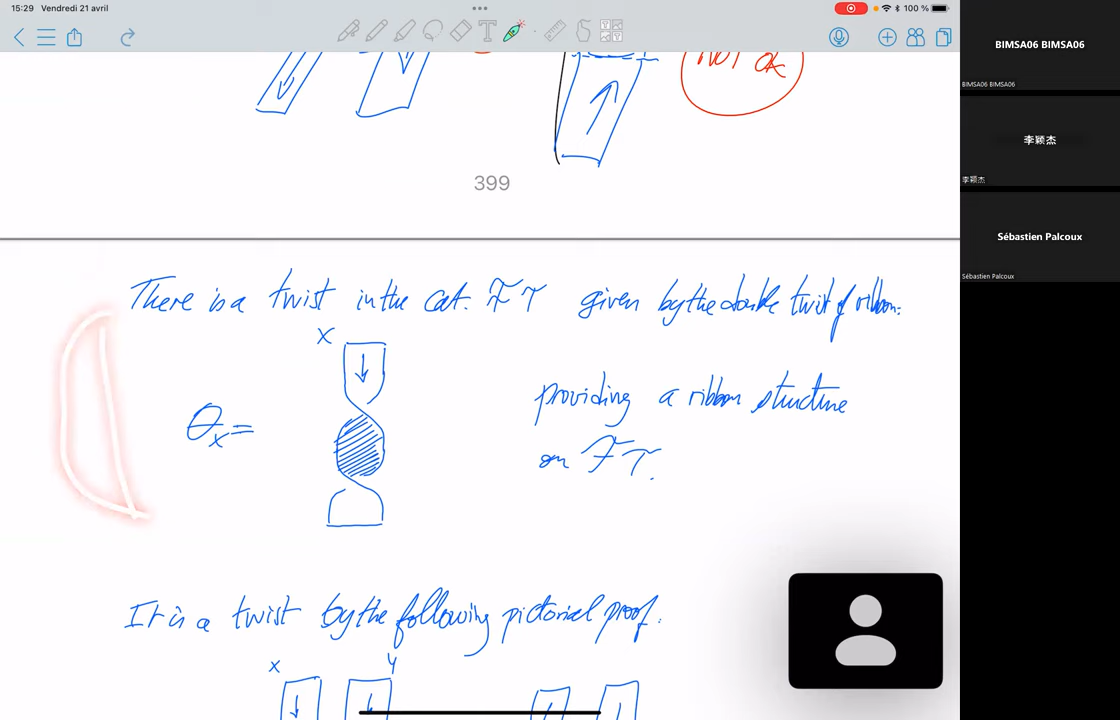 15:29 Vendredi 21 avril
100 %
NOT OK
399
There is a twist in the cat. FT given by the double twist of ribbon.
X
θx =
providing a ribbon structure
on FT.
It is a twist by the following pictorial proof.
X Y
BIMSA06 BIMSA06
BIMSA06 BIMSA06
李颖杰
李颖杰
Sébastien Palcoux
Sébastien Palcoux